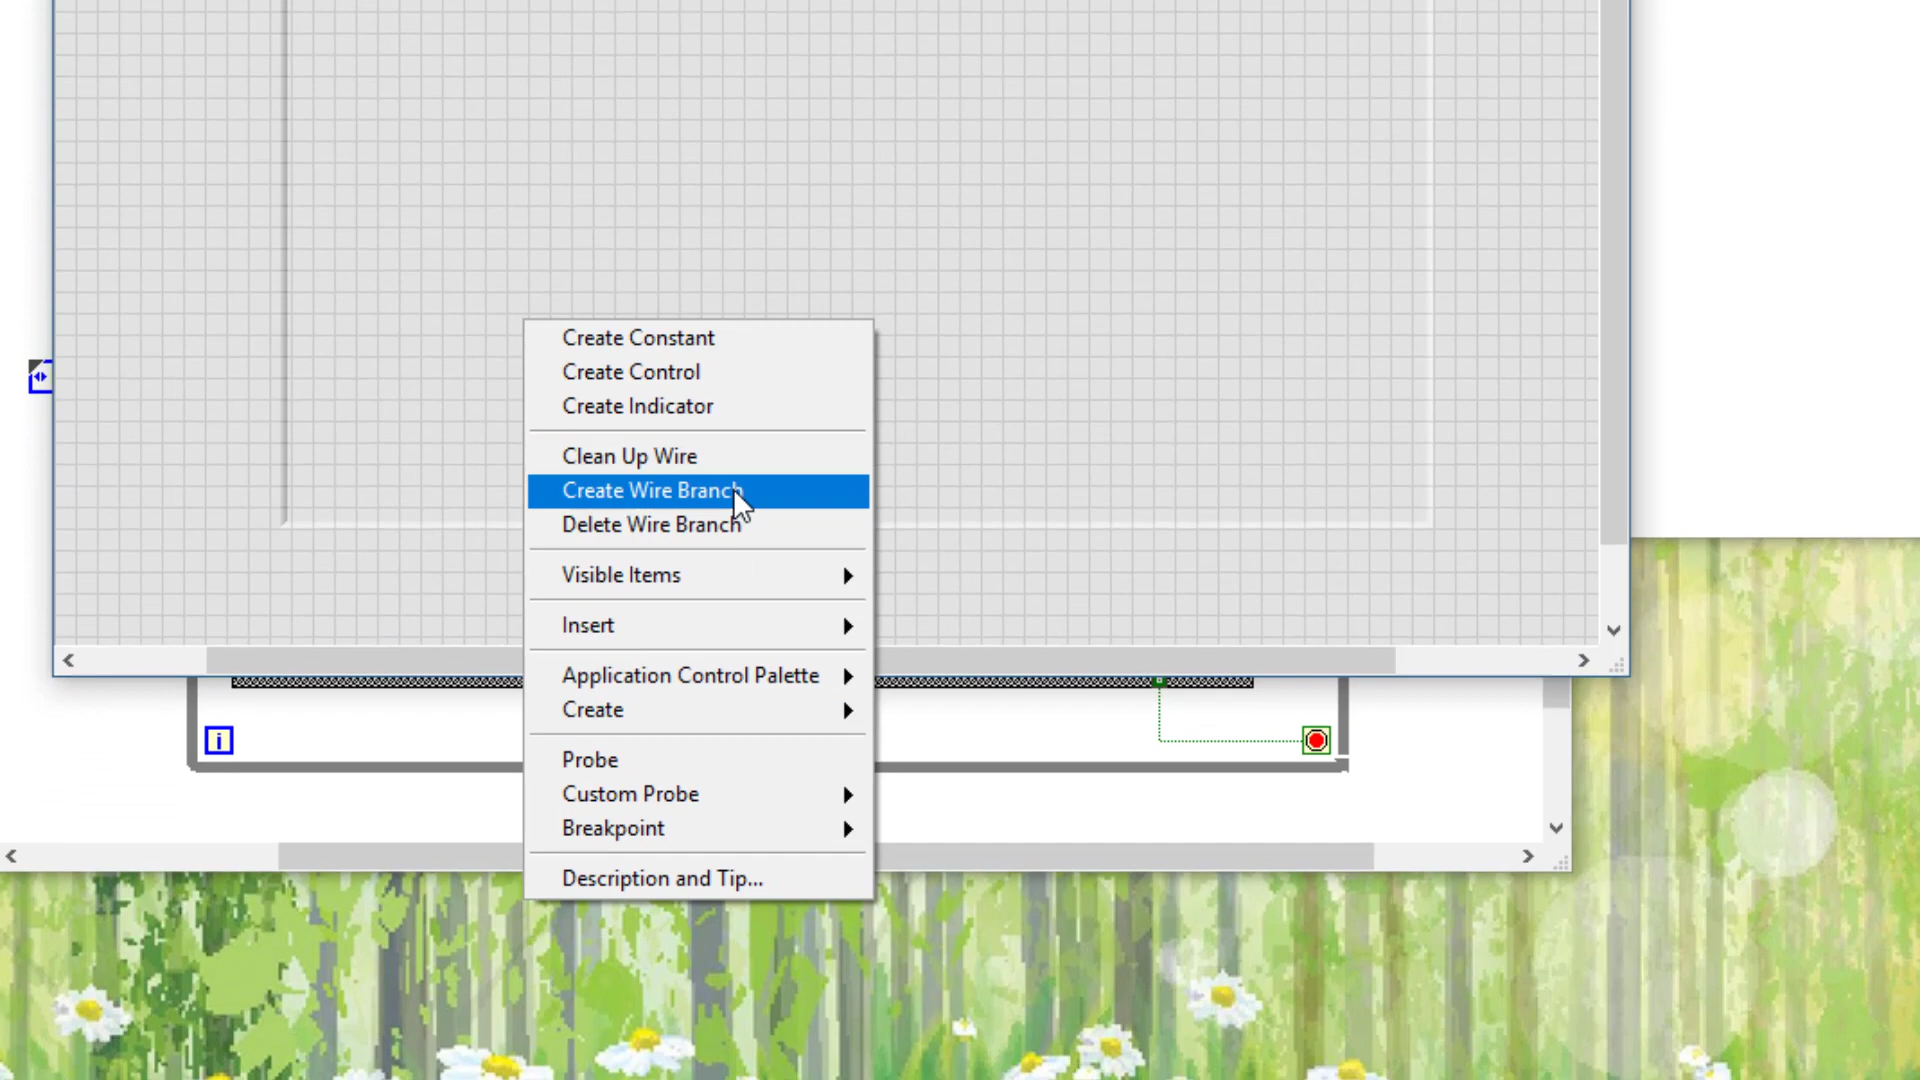 Create Constant
Create Control
Create Indicator
Clean Up Wire
Create Wire Branch
Delete Wire Branch
Visible Items
Insert
Application Control Palette
Create
i
Probe
Custom Probe
Breakpoint
Description and Tip...